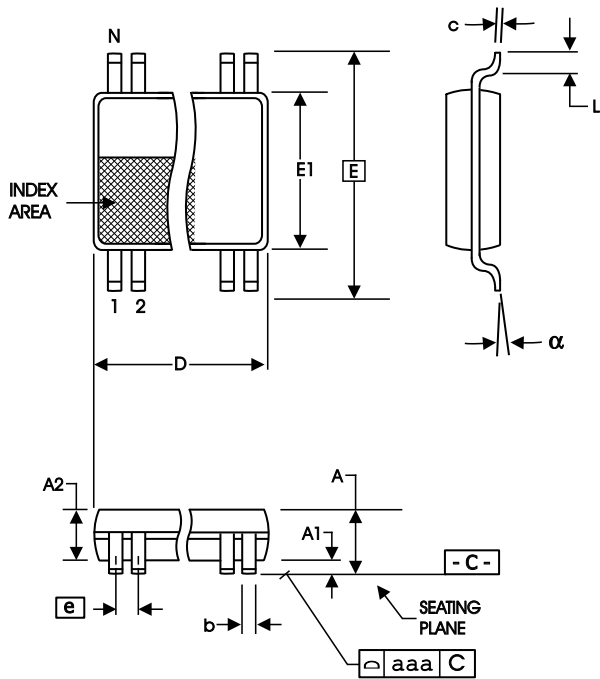 N
c
L
E1
E
INDEX
AREA
1 2
α
D
A2
A
A1
- C -
e
b
SEATING
PLANE
⌓ aaa C